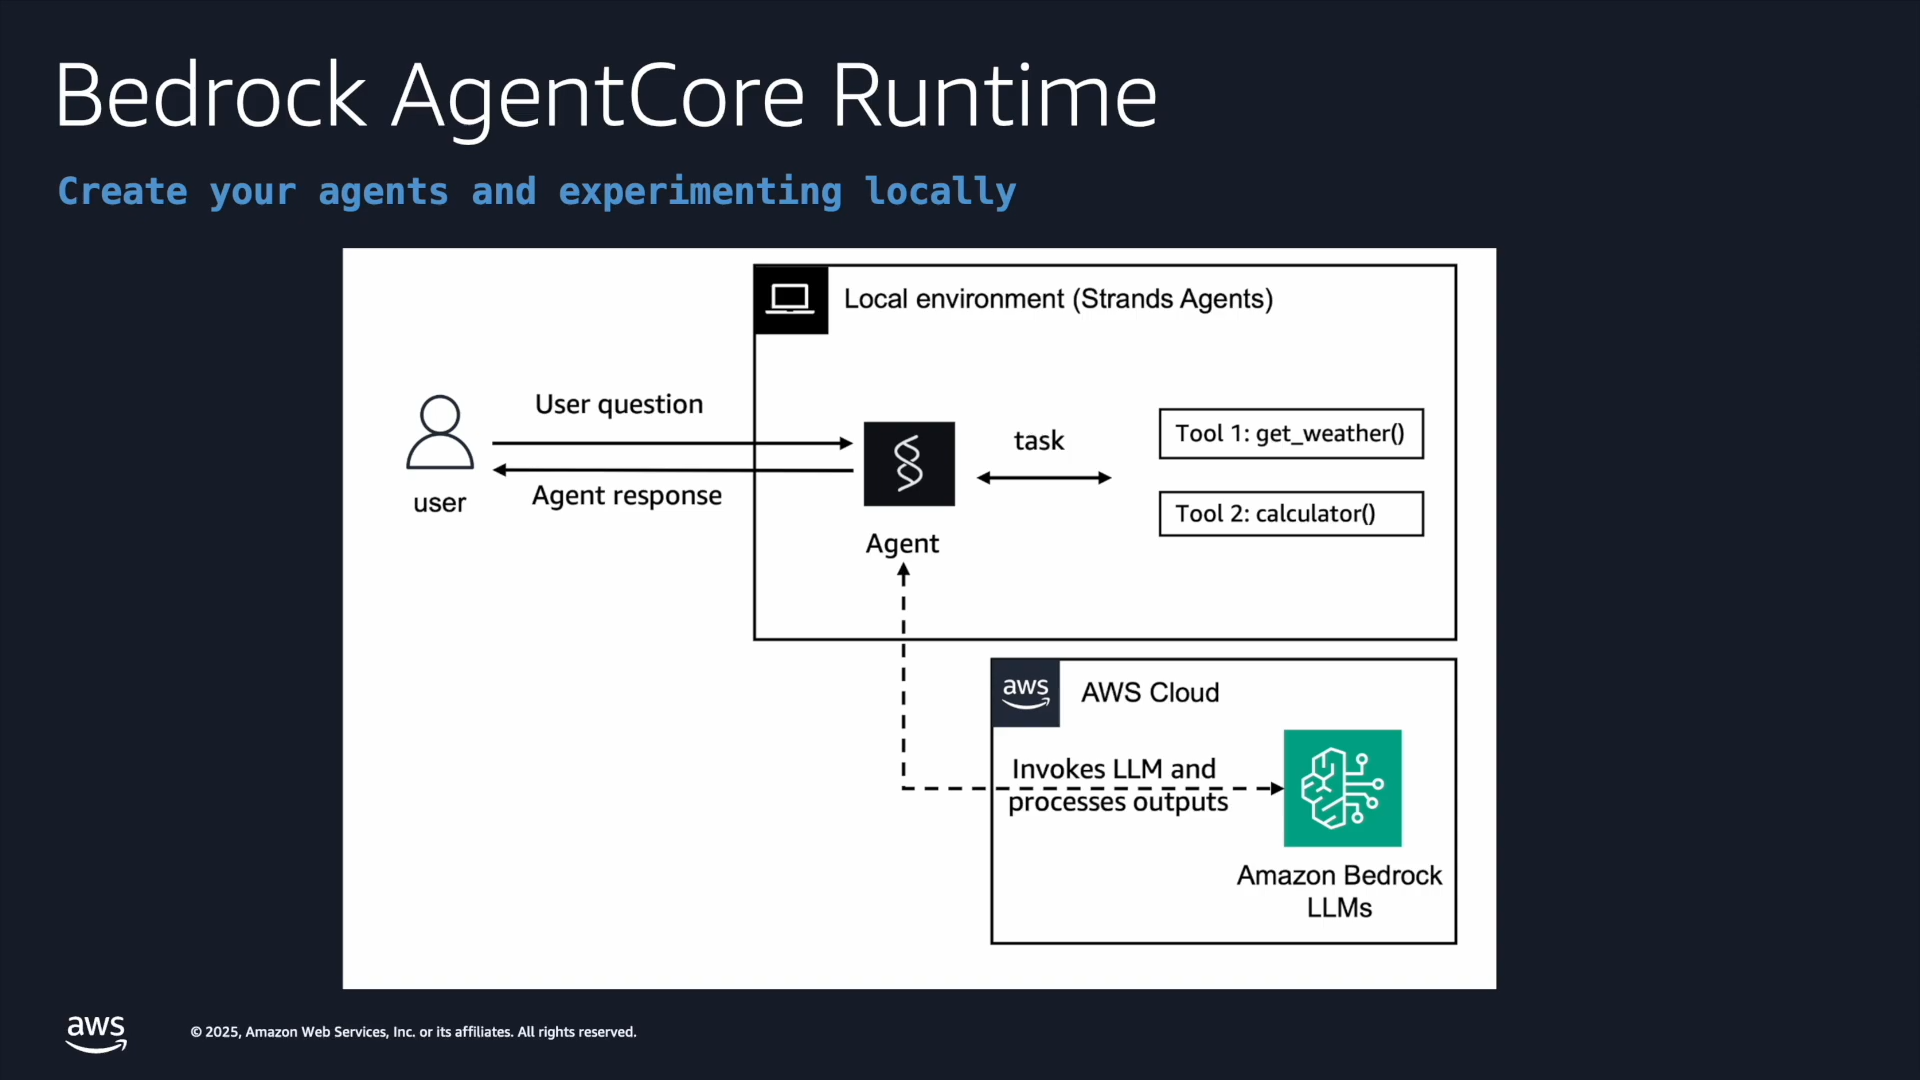 Bedrock AgentCore Runtime
Create your agents and experimenting locally
Local environment (Strands Agents)
User question
Agent response
user
Agent
task
Tool 1: get_weather()
Tool 2: calculator()
aws
AWS Cloud
Invokes LLM and
processes outputs
Amazon Bedrock
LLMs
aws
© 2025, Amazon Web Services, Inc. or its affiliates. All rights reserved.